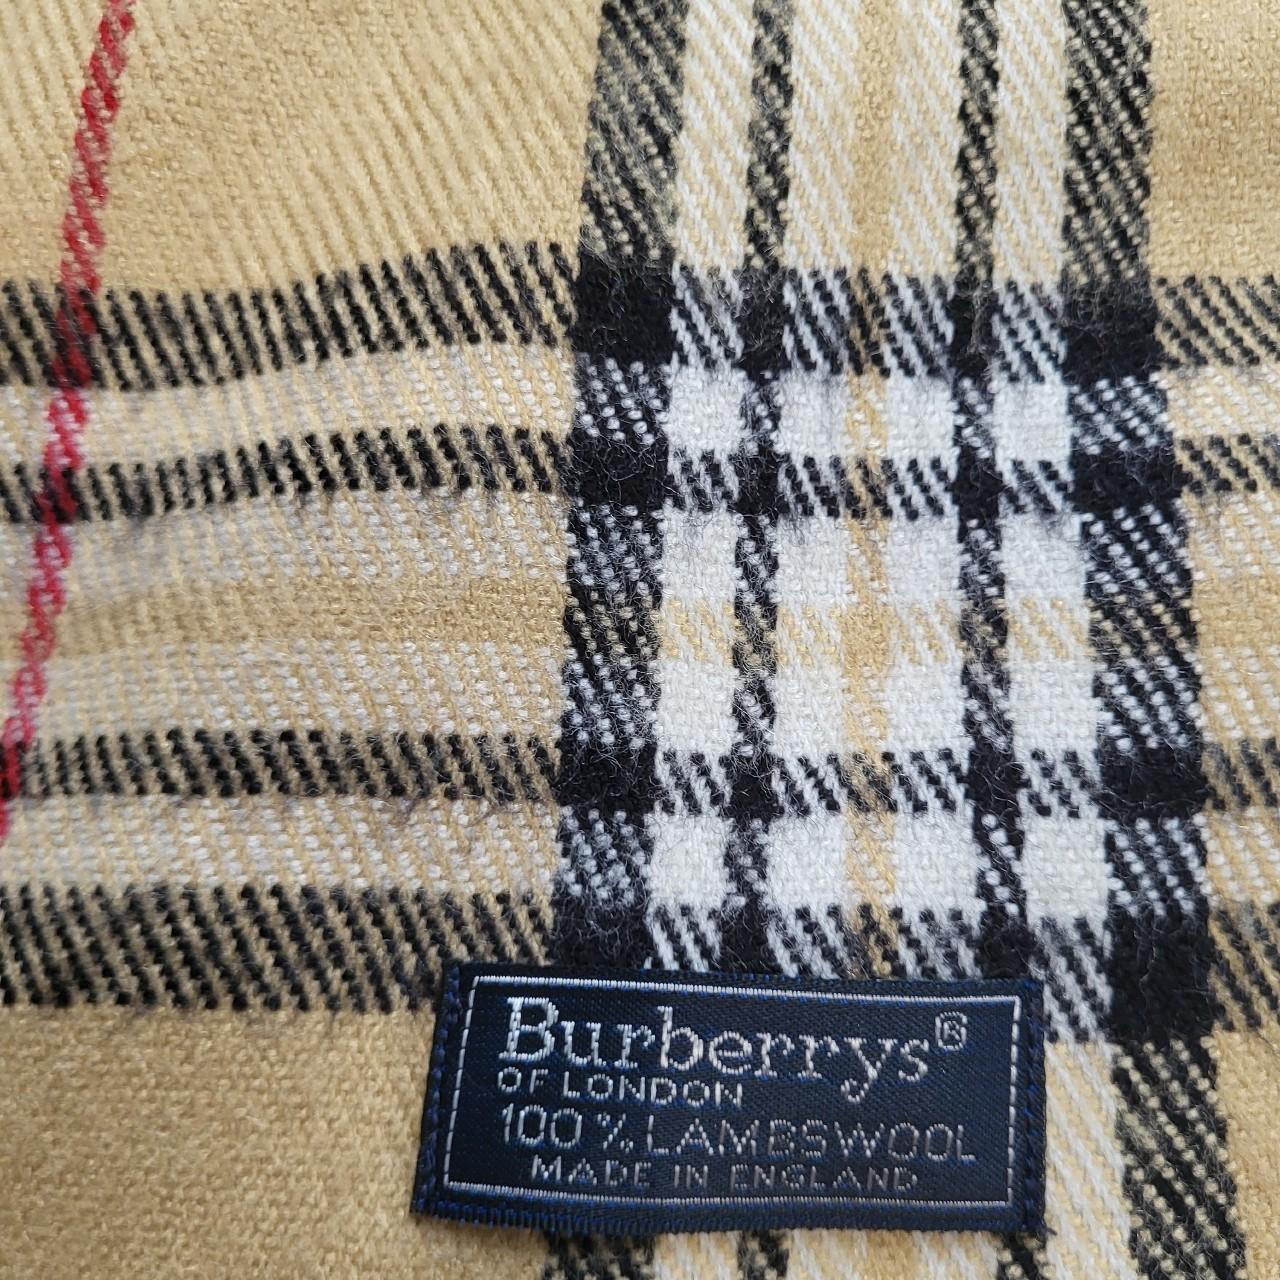 Burberrys®
OF LONDON
100% LAMBSWOOL
MADE IN ENGLAND